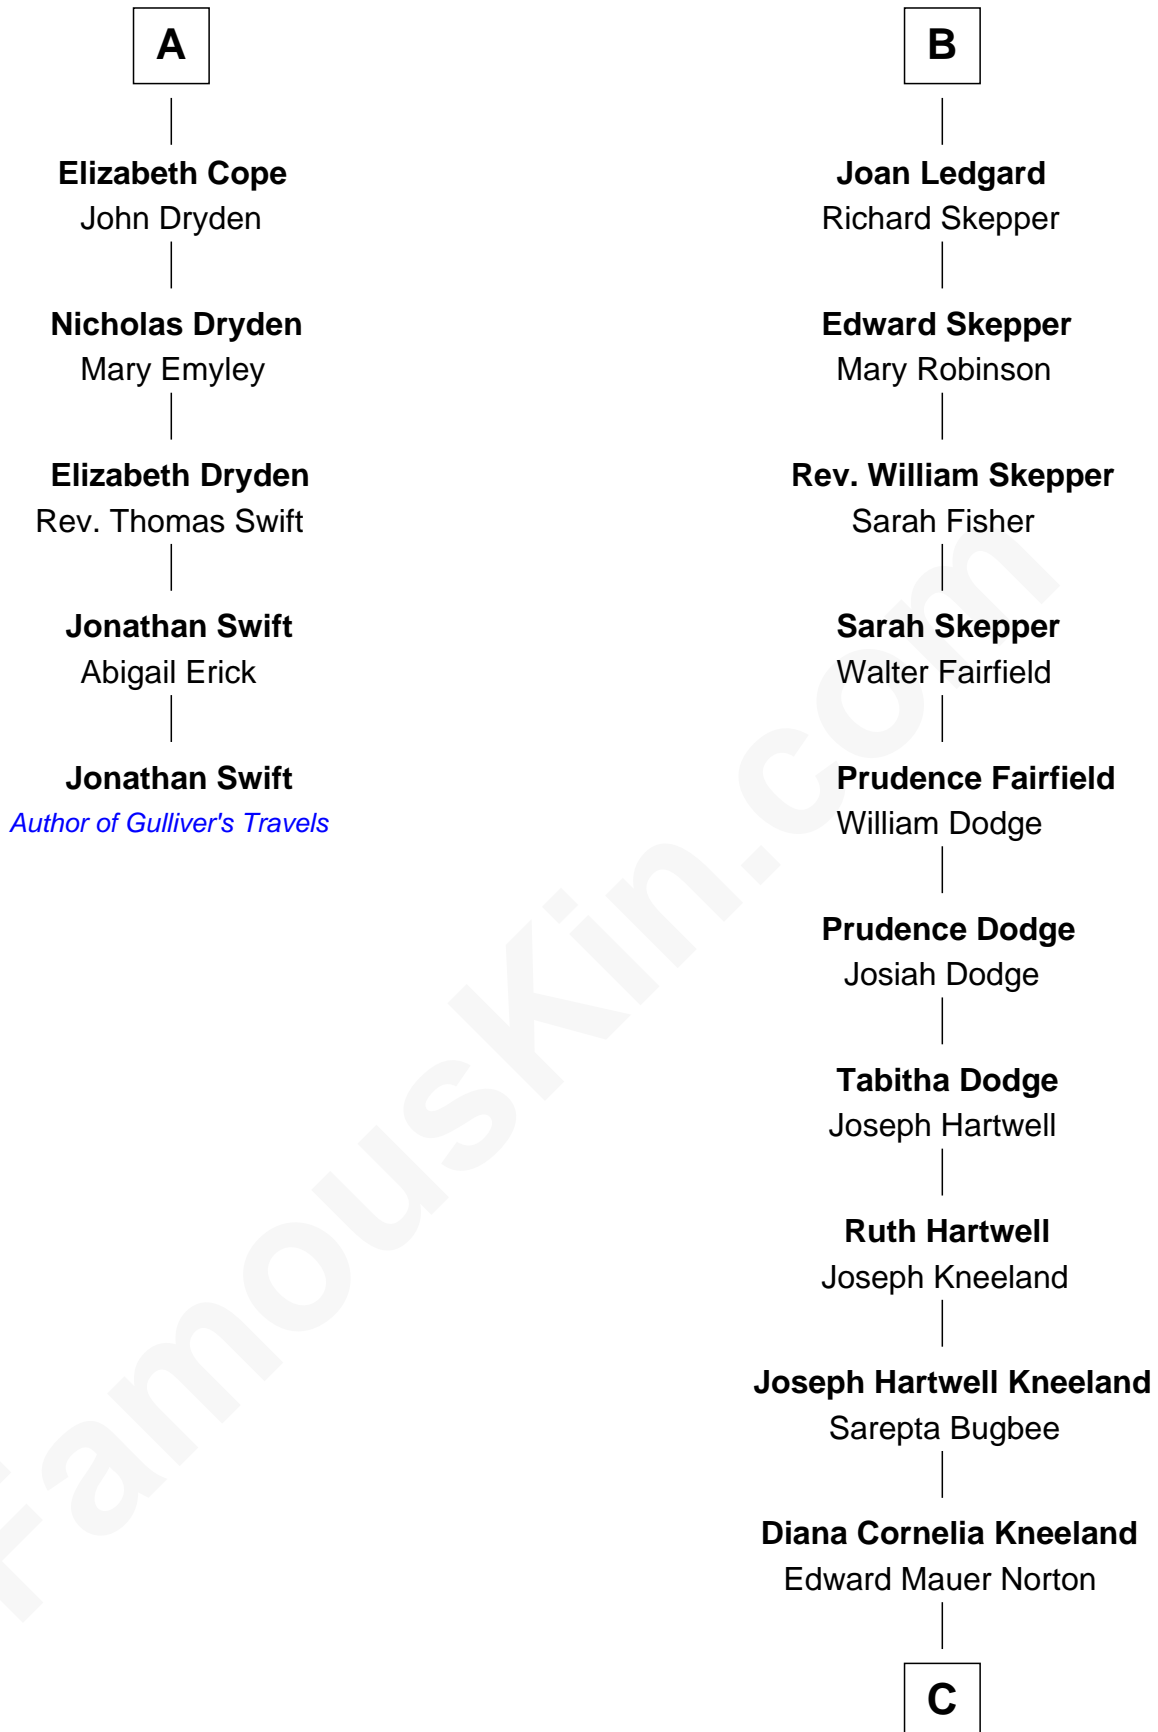 A
Elizabeth Cope
John Dryden
Nicholas Dryden
Mary Emyley
Elizabeth Dryden
Rev. Thomas Swift
Jonathan Swift
Abigail Erick
Jonathan Swift
Author of Gulliver's Travels
B
Joan Ledgard
Richard Skepper
Edward Skepper
Mary Robinson
Rev. William Skepper
Sarah Fisher
Sarah Skepper
Walter Fairfield
Prudence Fairfield
William Dodge
Prudence Dodge
Josiah Dodge
Tabitha Dodge
Joseph Hartwell
Ruth Hartwell
Joseph Kneeland
Joseph Hartwell Kneeland
Sarepta Bugbee
Diana Cornelia Kneeland
Edward Mauer Norton
C
FamousKin.com